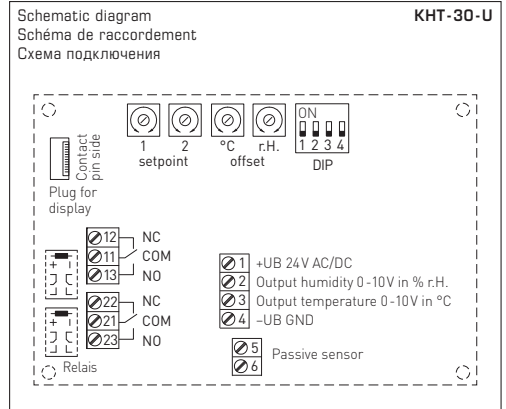 Schematic diagram
KHT-30-U
Schéma de raccordement
Схема подключения
ON
1 2 °C r.H. 1 2 3 4
setpoint offset DIP
Contact
pin side
Plug for
display
12 NC
11 COM
13 NO
22 NC
21 COM
23 NO
+ –
+ –
Relais
1 +UB 24V AC/DC
2 Output humidity 0-10V in % r.H.
3 Output temperature 0-10V in °C
4 –UB GND
5 Passive sensor
6